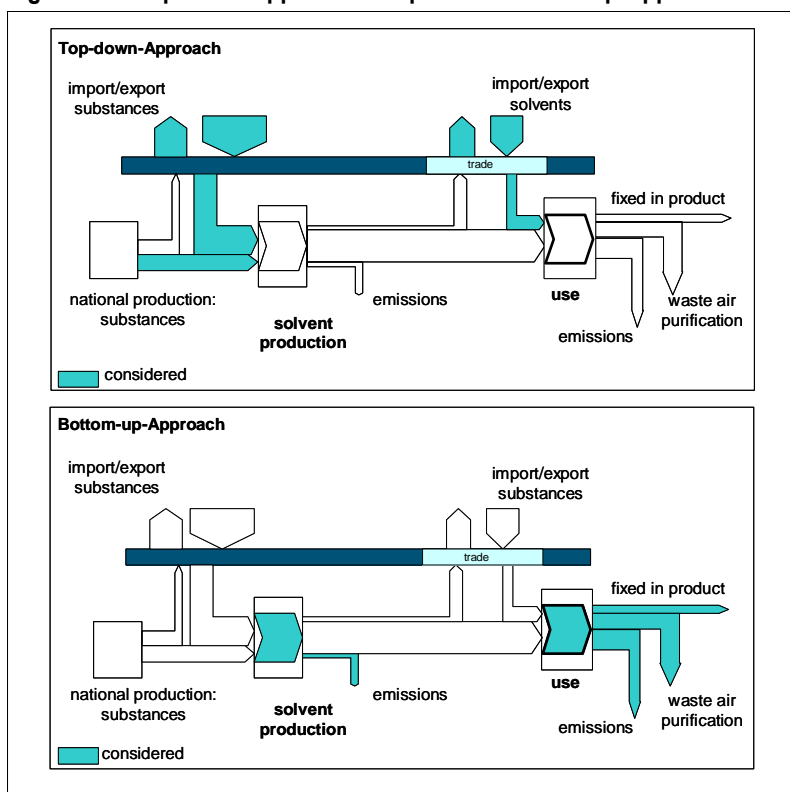 Top-down-Approach
import/export
substances
import/export
solvents
trade
fixed in product
national production:
substances
emissions
solvent
production
use
waste air
purification
emissions
considered
Bottom-up-Approach
import/export
substances
import/export
substances
trade
fixed in product
national production:
substances
emissions
solvent
production
use
waste air
purification
emissions
considered